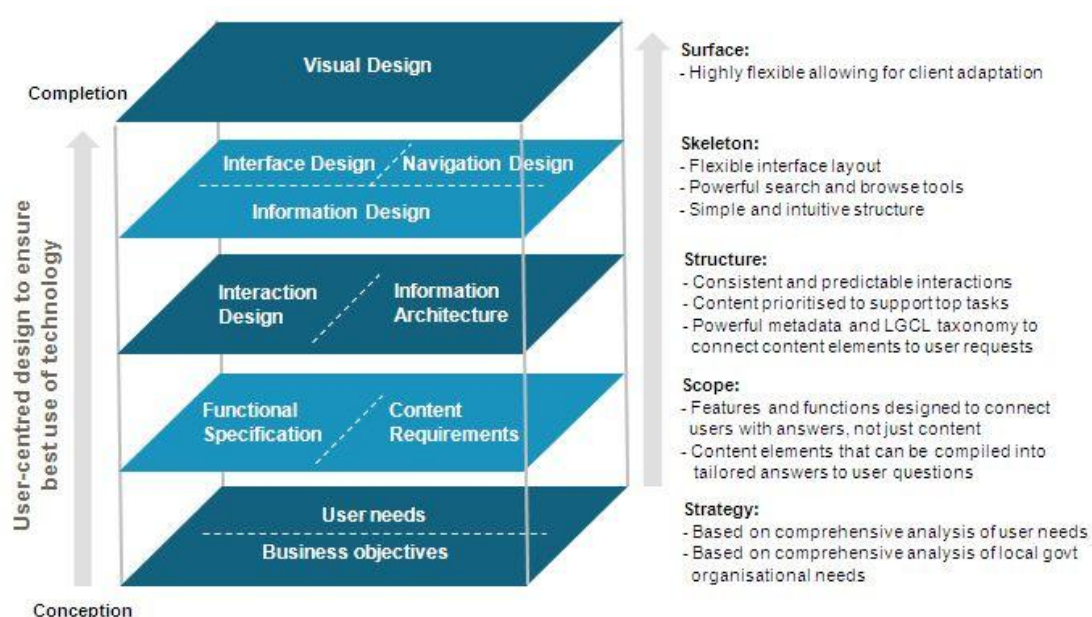 Visual Design
Completion
Interface Design
Navigation Design
Information Design
Interaction
Design
Information
Architecture
Functional
Specification
Content
Requirements
User needs
Business objectives
Conception
User-centred design to ensure
best use of technology
Surface:
- Highly flexible allowing for client adaptation
Skeleton:
- Flexible interface layout
- Powerful search and browse tools
- Simple and intuitive structure
Structure:
- Consistent and predictable interactions
- Content prioritised to support top tasks
- Powerful metadata and LGCL taxonomy to
connect content elements to user requests
Scope:
- Features and functions designed to connect
users with answers, not just content
- Content elements that can be compiled into
tailored answers to user questions
Strategy:
- Based on comprehensive analysis of user needs
- Based on comprehensive analysis of local govt
organisational needs